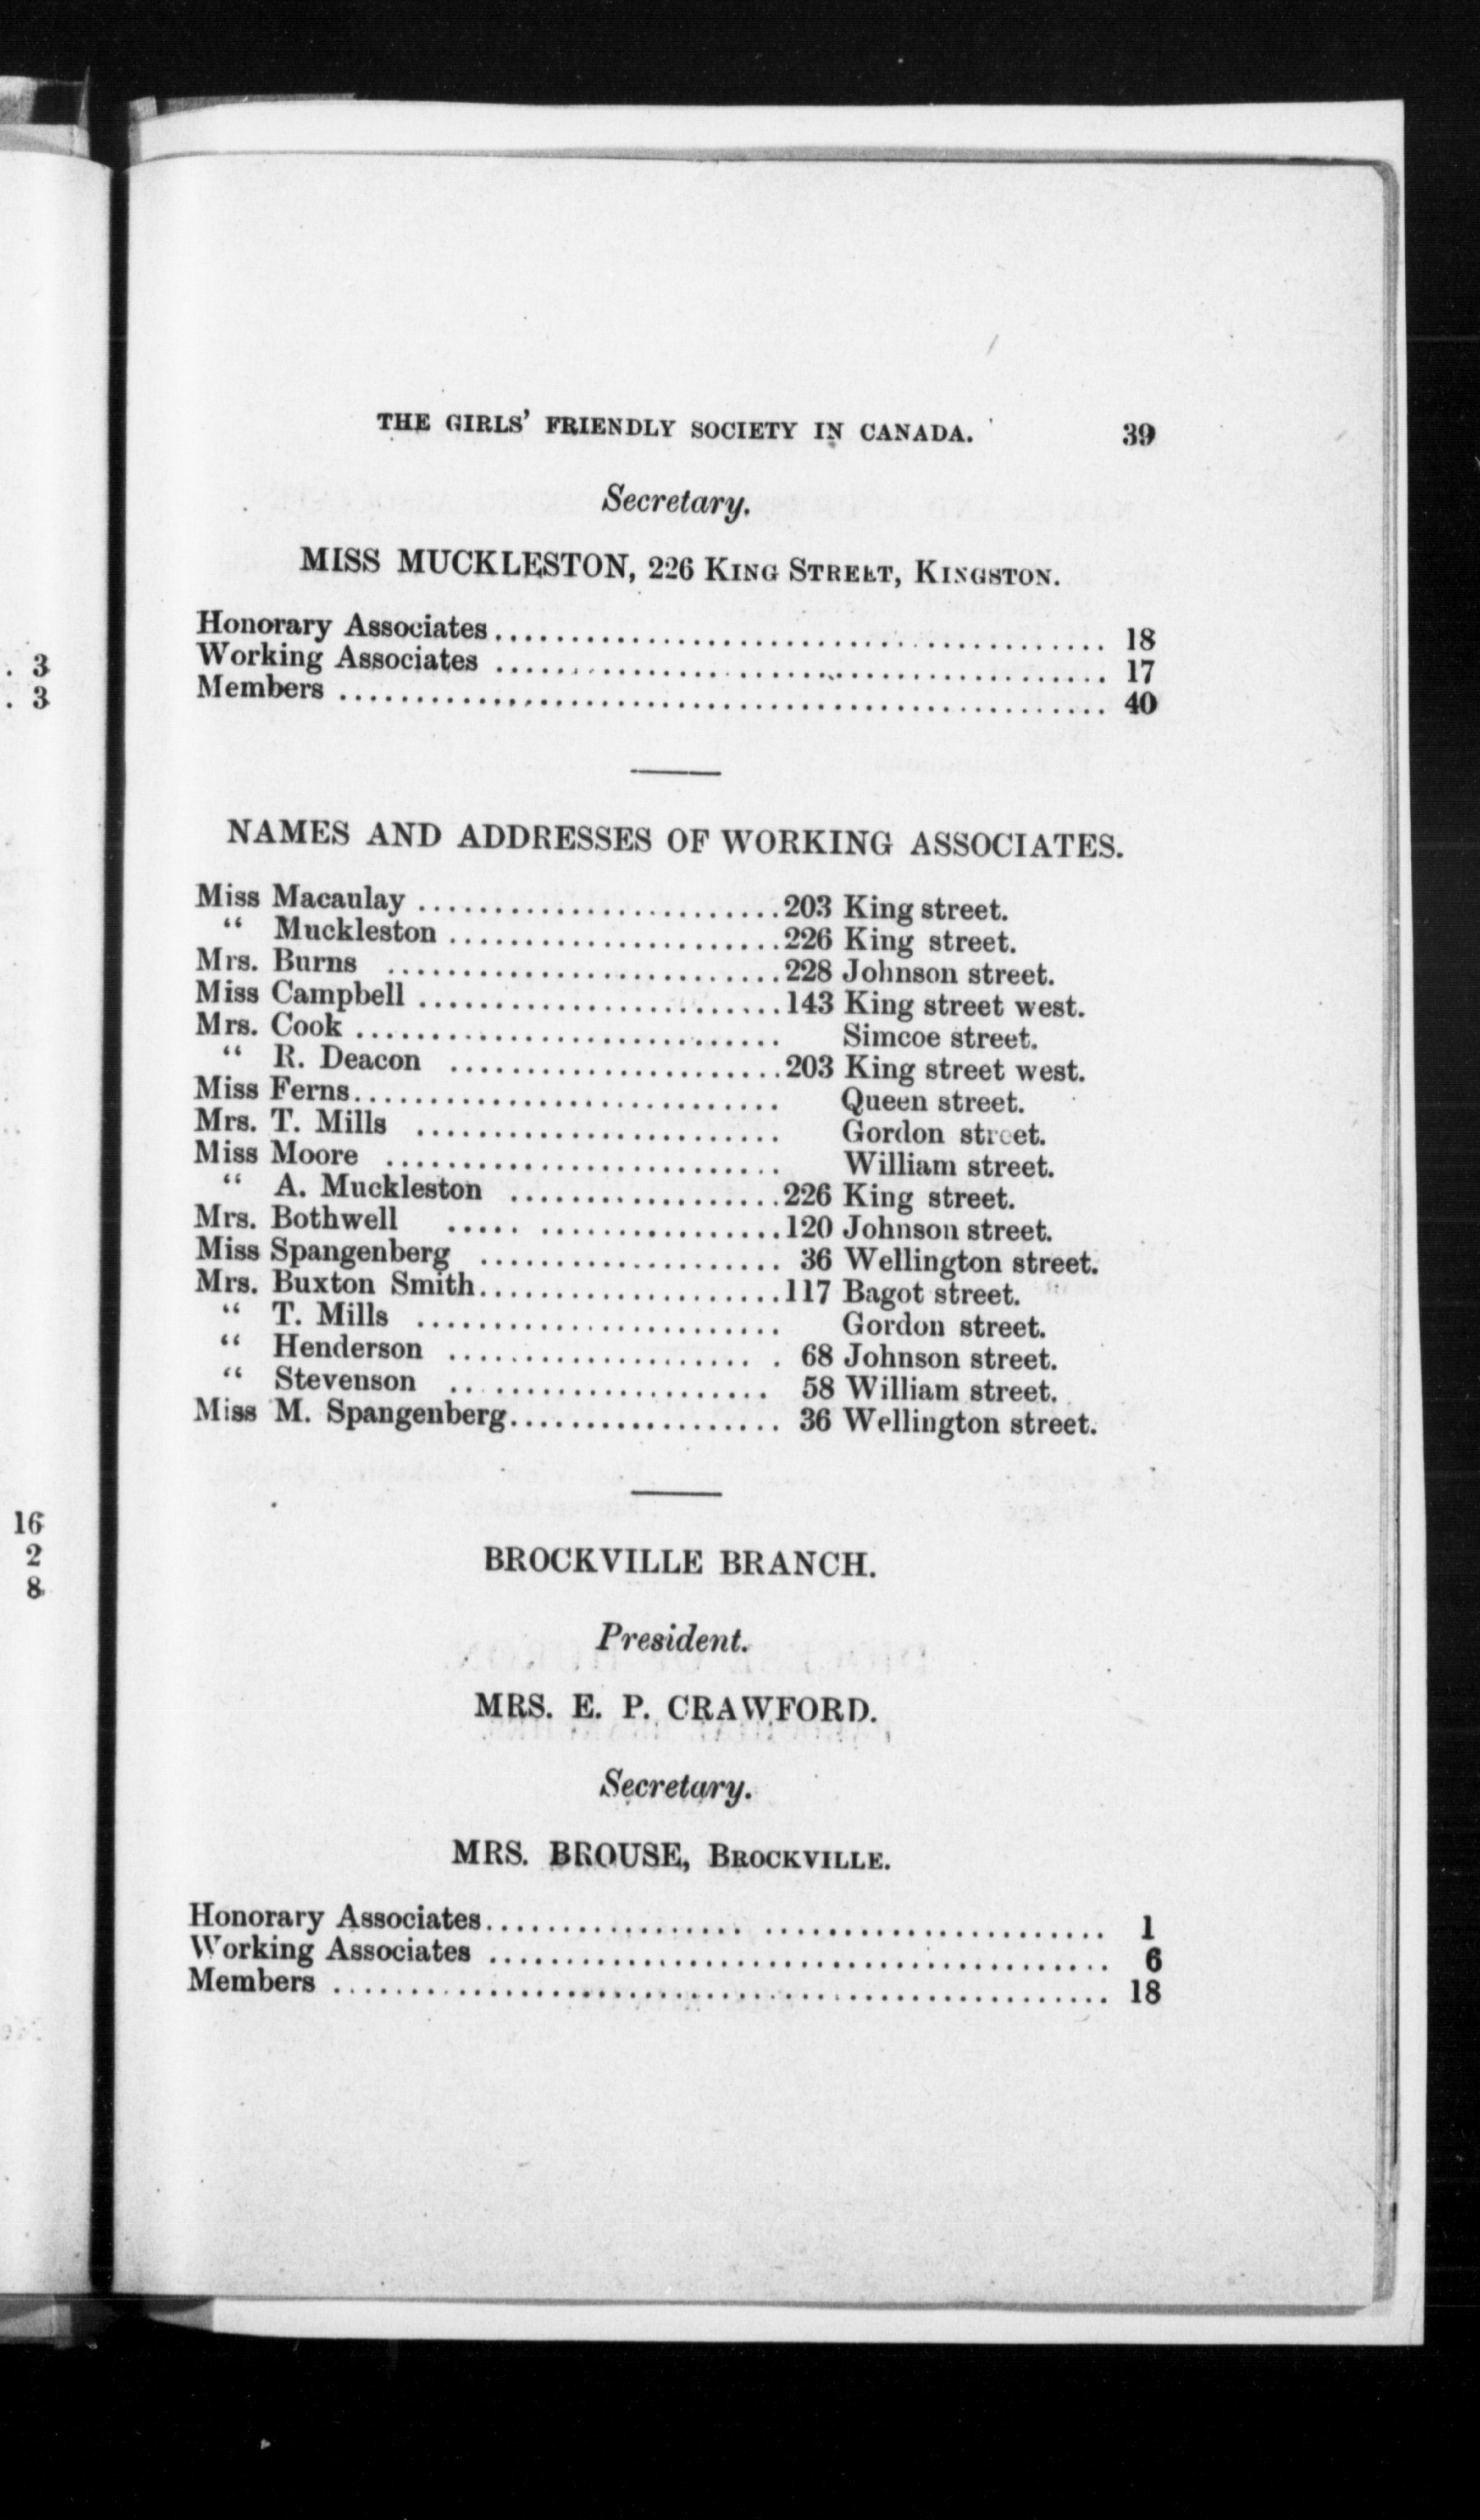 . 3
. 3
16
2
8
THE GIRLS' FRIENDLY SOCIETY IN CANADA. 39
Secretary.
MISS MUCKLESTON, 226 KING STREET, KINGSTON.
Honorary Associates........................................ 18
Working Associates ........................................ 17
Members .................................................. 40
NAMES AND ADDRESSES OF WORKING ASSOCIATES.
Miss Macaulay ........................203 King street.
“ Muckleston ......................226 King street.
Mrs. Burns ..........................228 Johnson street.
Miss Campbell ........................143 King street west.
Mrs. Cook ............................ Simcoe street.
“ R. Deacon ......................203 King street west.
Miss Ferns............................ Queen street.
Mrs. T. Mills ........................ Gordon street.
Miss Moore .......................... William street.
“ A. Muckleston ..................226 King street.
Mrs. Bothwell ..... ................120 Johnson street.
Miss Spangenberg .................... 36 Wellington street.
Mrs. Buxton Smith....................117 Bagot street.
“ T. Mills ........................ Gordon street.
“ Henderson ...................... 68 Johnson street.
“ Stevenson ...................... 58 William street.
Miss M. Spangenberg.................. 36 Wellington street.
BROCKVILLE BRANCH.
President.
MRS. E. P. CRAWFORD.
Secretary.
MRS. BROUSE, BROCKVILLE.
Honorary Associates................. ....................... 1
Working Associates ......................................... 6
Members ................................................... 18